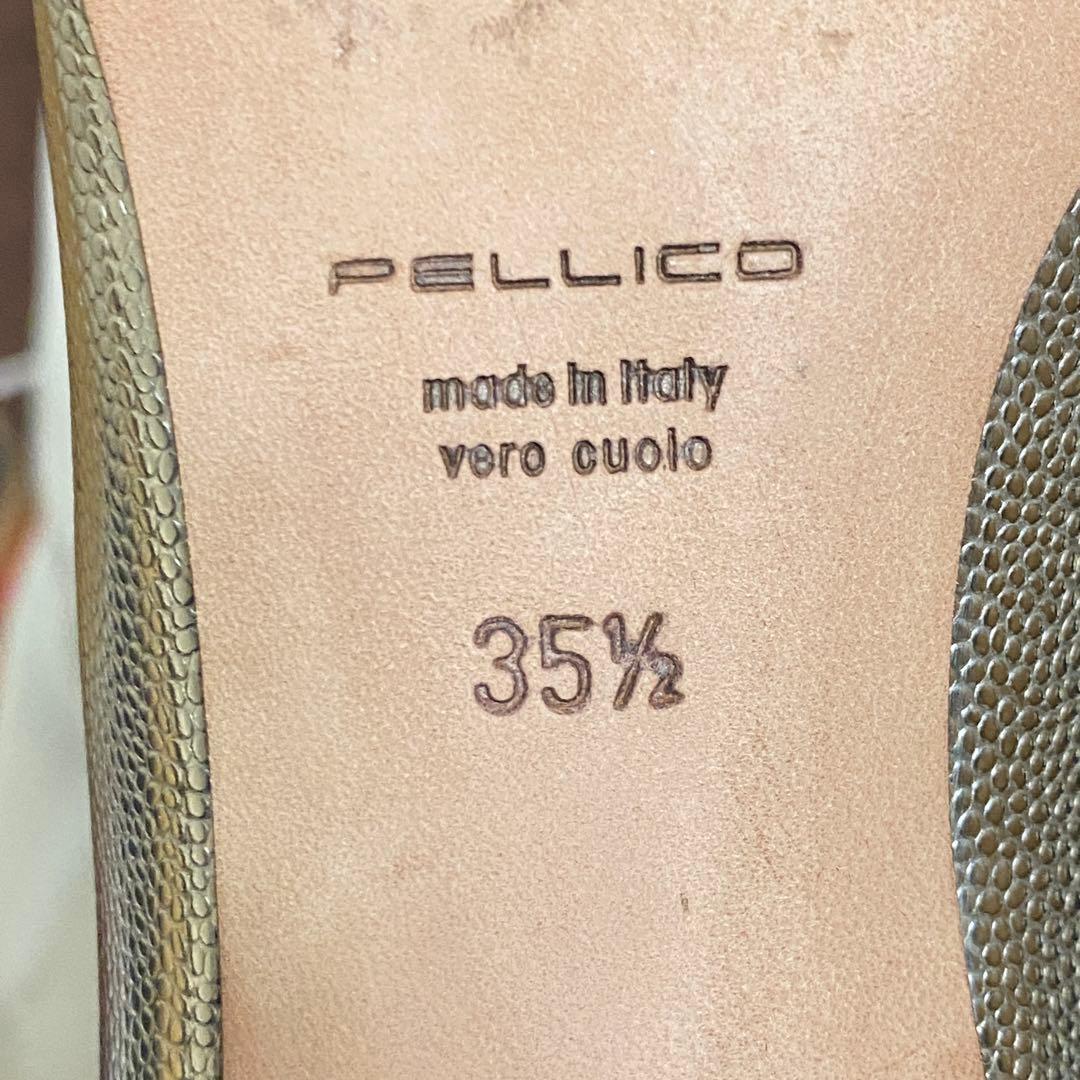 PELLICO
made in Italy
vero cuoio
35½